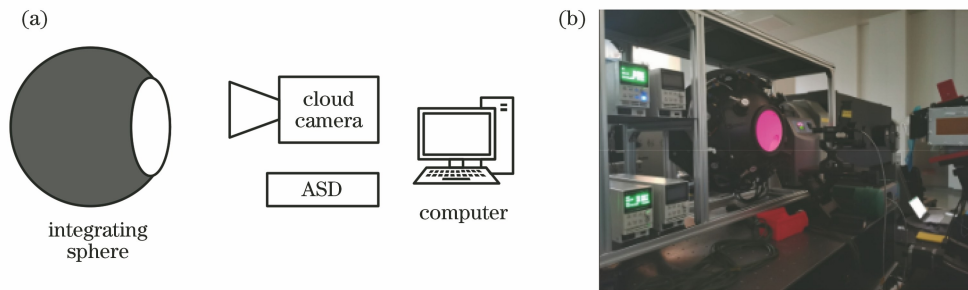 (a)
(b)
cloud
camera
ASD
computer
integrating
sphere